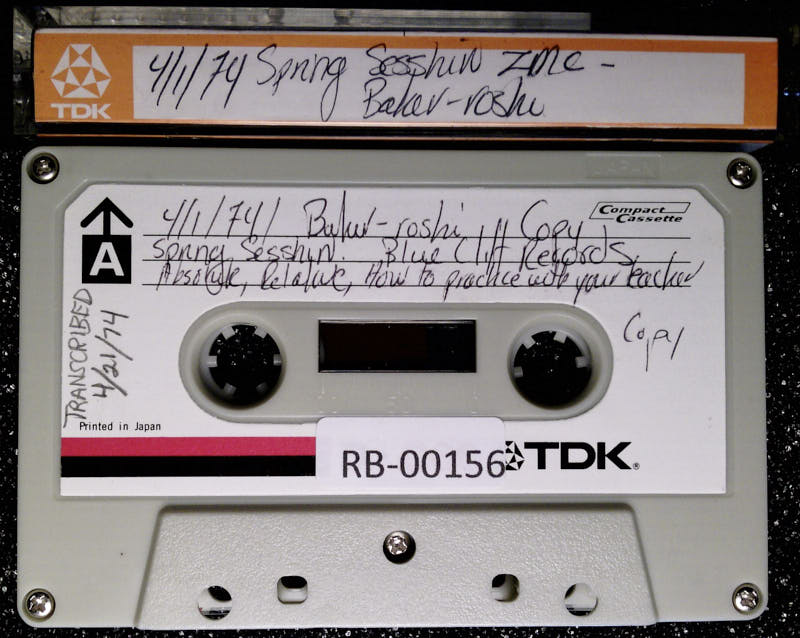 TDK
4/1/74 Spring Sesshin ZMC -
Baker-roshi
JAPAN
4/1/74/ Baker-roshi Copy
Compact Cassette
Spring Sesshin. Blue Cliff Records,
Absolute, Relative, How to practice with your teacher
A
TRANSCRIBED
4/21/74
Copy
Printed in Japan
RB-00156
TDK®